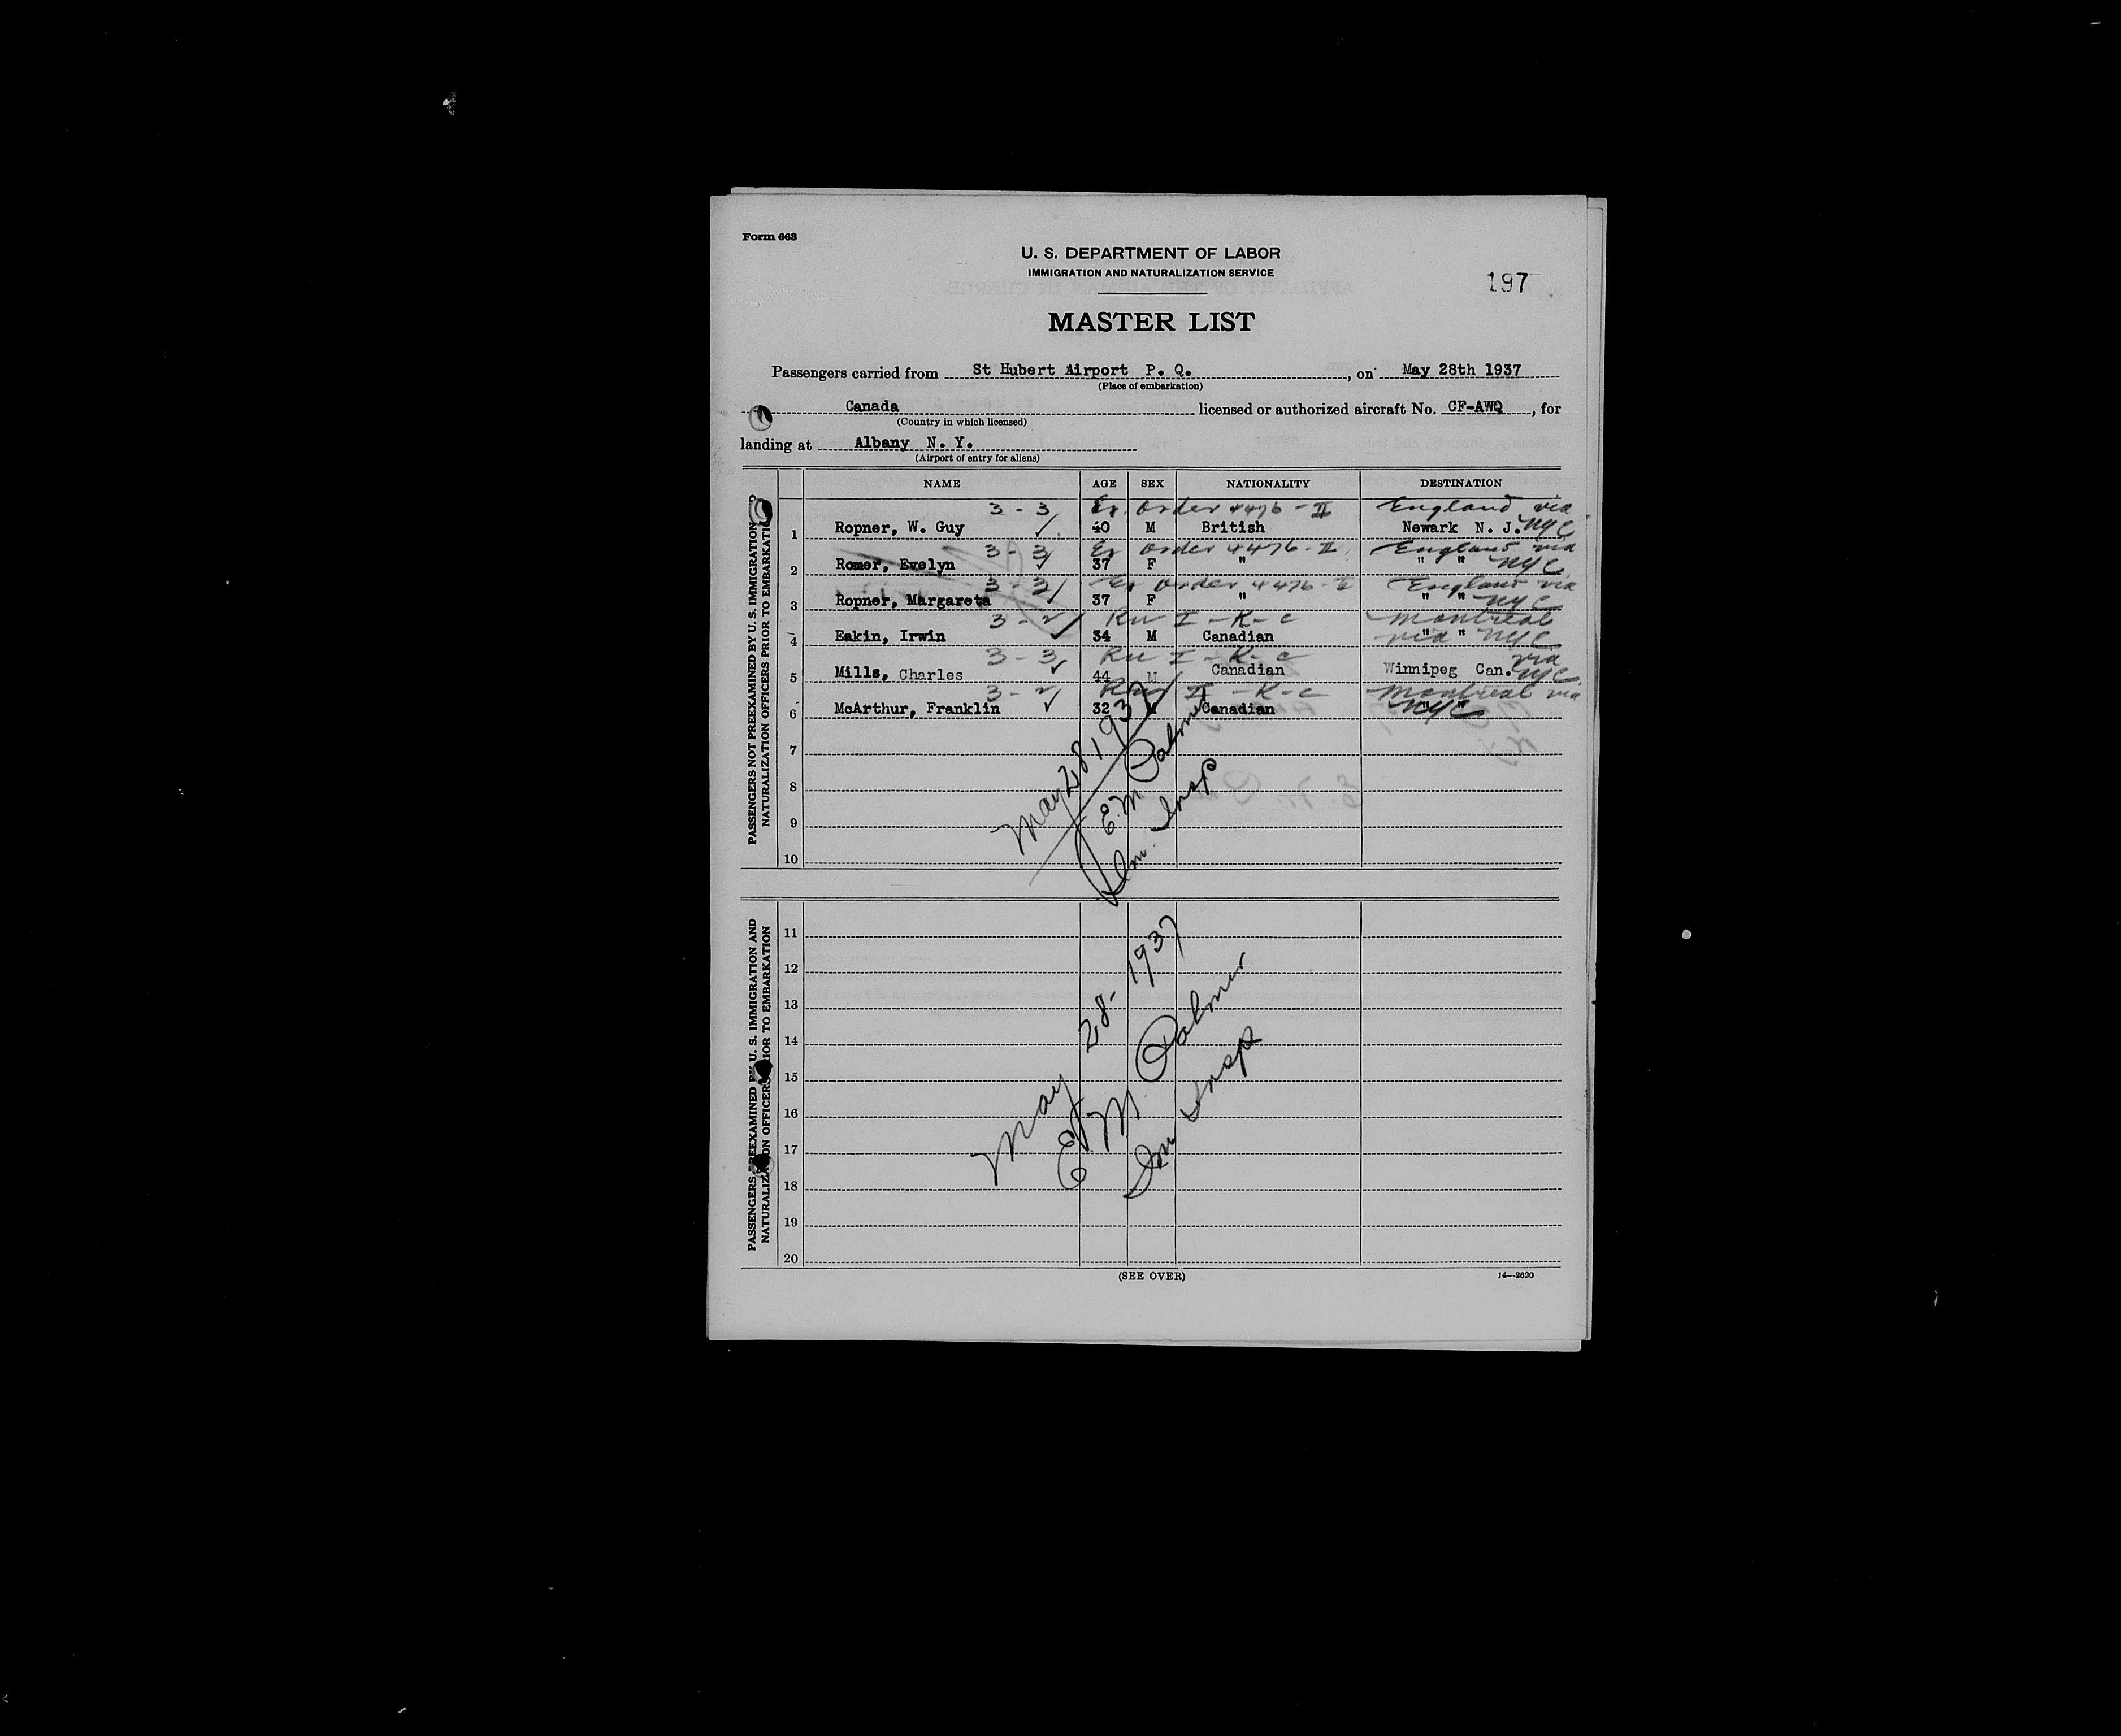 Form 663
U. S. DEPARTMENT OF LABOR
IMMIGRATION AND NATURALIZATION SERVICE
197
MASTER LIST
Passengers carried from St Hubert Airport P. Q., on May 28th 1937
(Place of embarkation)
Canada licensed or authorized aircraft No. CF-AWQ, for
(Country in which licensed)
landing at Albany N. Y.
(Airport of entry for aliens)
NAME AGE SEX NATIONALITY DESTINATION
PASSENGERS NOT PREEXAMINED BY U. S. IMMIGRATION
NATURALIZATION OFFICERS PRIOR TO EMBARKATIO
3 - 3 Ex. Order 4476 - II England via
1 Ropner, W. Guy 40 M British Newark N. J. NYC
3 - 3 Ex Order 4476 - II England via
2 Romer, Evelyn 37 F " " " NYC
3 - 3 Ex Order 4476 - II England via
3 Ropner, Margareta 37 F " " " NYC
3 - 2 I - R - c Montreal
4 Eakin, Irwin 34 M Canadian via " " NYC
3 - 3 I - R - c via
5 Mills, Charles 44 M Canadian Winnipeg Can. NYC
3 - 2 I - R - c Montreal via
6 McArthur, Franklin 32 M Canadian " " NYC
7
8
9
10
May 28 1937
E. M. Palmer
Im. Insp
PASSENGERS PREEXAMINED BY U. S. IMMIGRATION AND
NATURALIZATION OFFICERS PRIOR TO EMBARKATION
11
12
13
14
15
16
17
18
19
20
May 28 - 1937
E. M. Palmer
Im Insp
(SEE OVER)
14—2620